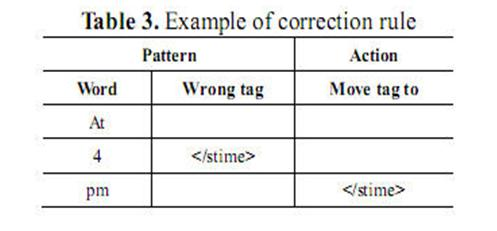 Table 3. Example of correction rule
Pattern Action
Word Wrong tag Move tag to
At
4 </stime>
pm </stime>